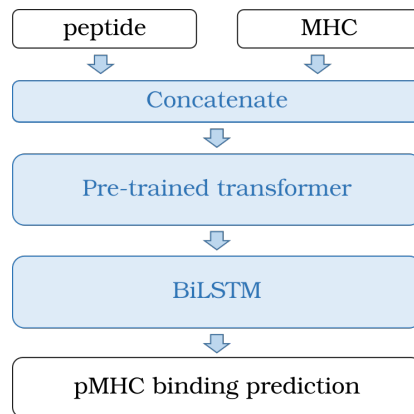 peptide
MHC
Concatenate
Pre-trained transformer
BiLSTM
pMHC binding prediction